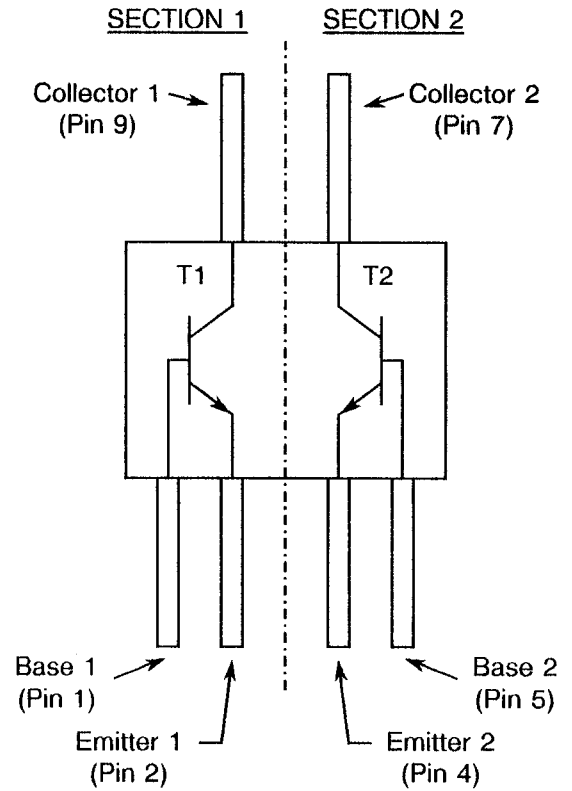 SECTION 1 SECTION 2
Collector 1
(Pin 9)
Collector 2
(Pin 7)
T1 T2
Base 1
(Pin 1)
Base 2
(Pin 5)
Emitter 1
(Pin 2)
Emitter 2
(Pin 4)